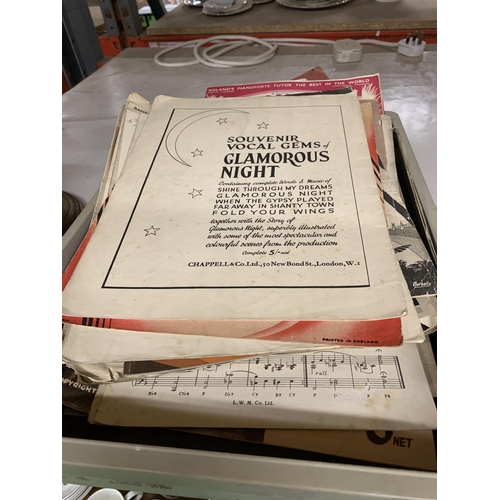 ROLAND'S PIANOFORTE TUTOR THE BEST IN THE WORLD
SOUVENIR
VOCAL GEMS of
GLAMOROUS
NIGHT
Containing complete Words & Music of
SHINE THROUGH MY DREAMS
GLAMOROUS NIGHT
WHEN THE GYPSY PLAYED
FAR AWAY IN SHANTY TOWN
FOLD YOUR WINGS
together with the Story of
Glamorous Night, superbly illustrated
with some of the most spectacular and
colourful scenes from the production
Complete 5/- net
CHAPPELL & Co. Ltd., 50 New Bond St., London, W.1
PRINTED IN ENGLAND
rall
L. W. M. Co. Ltd.
COPYRIGHT
NET